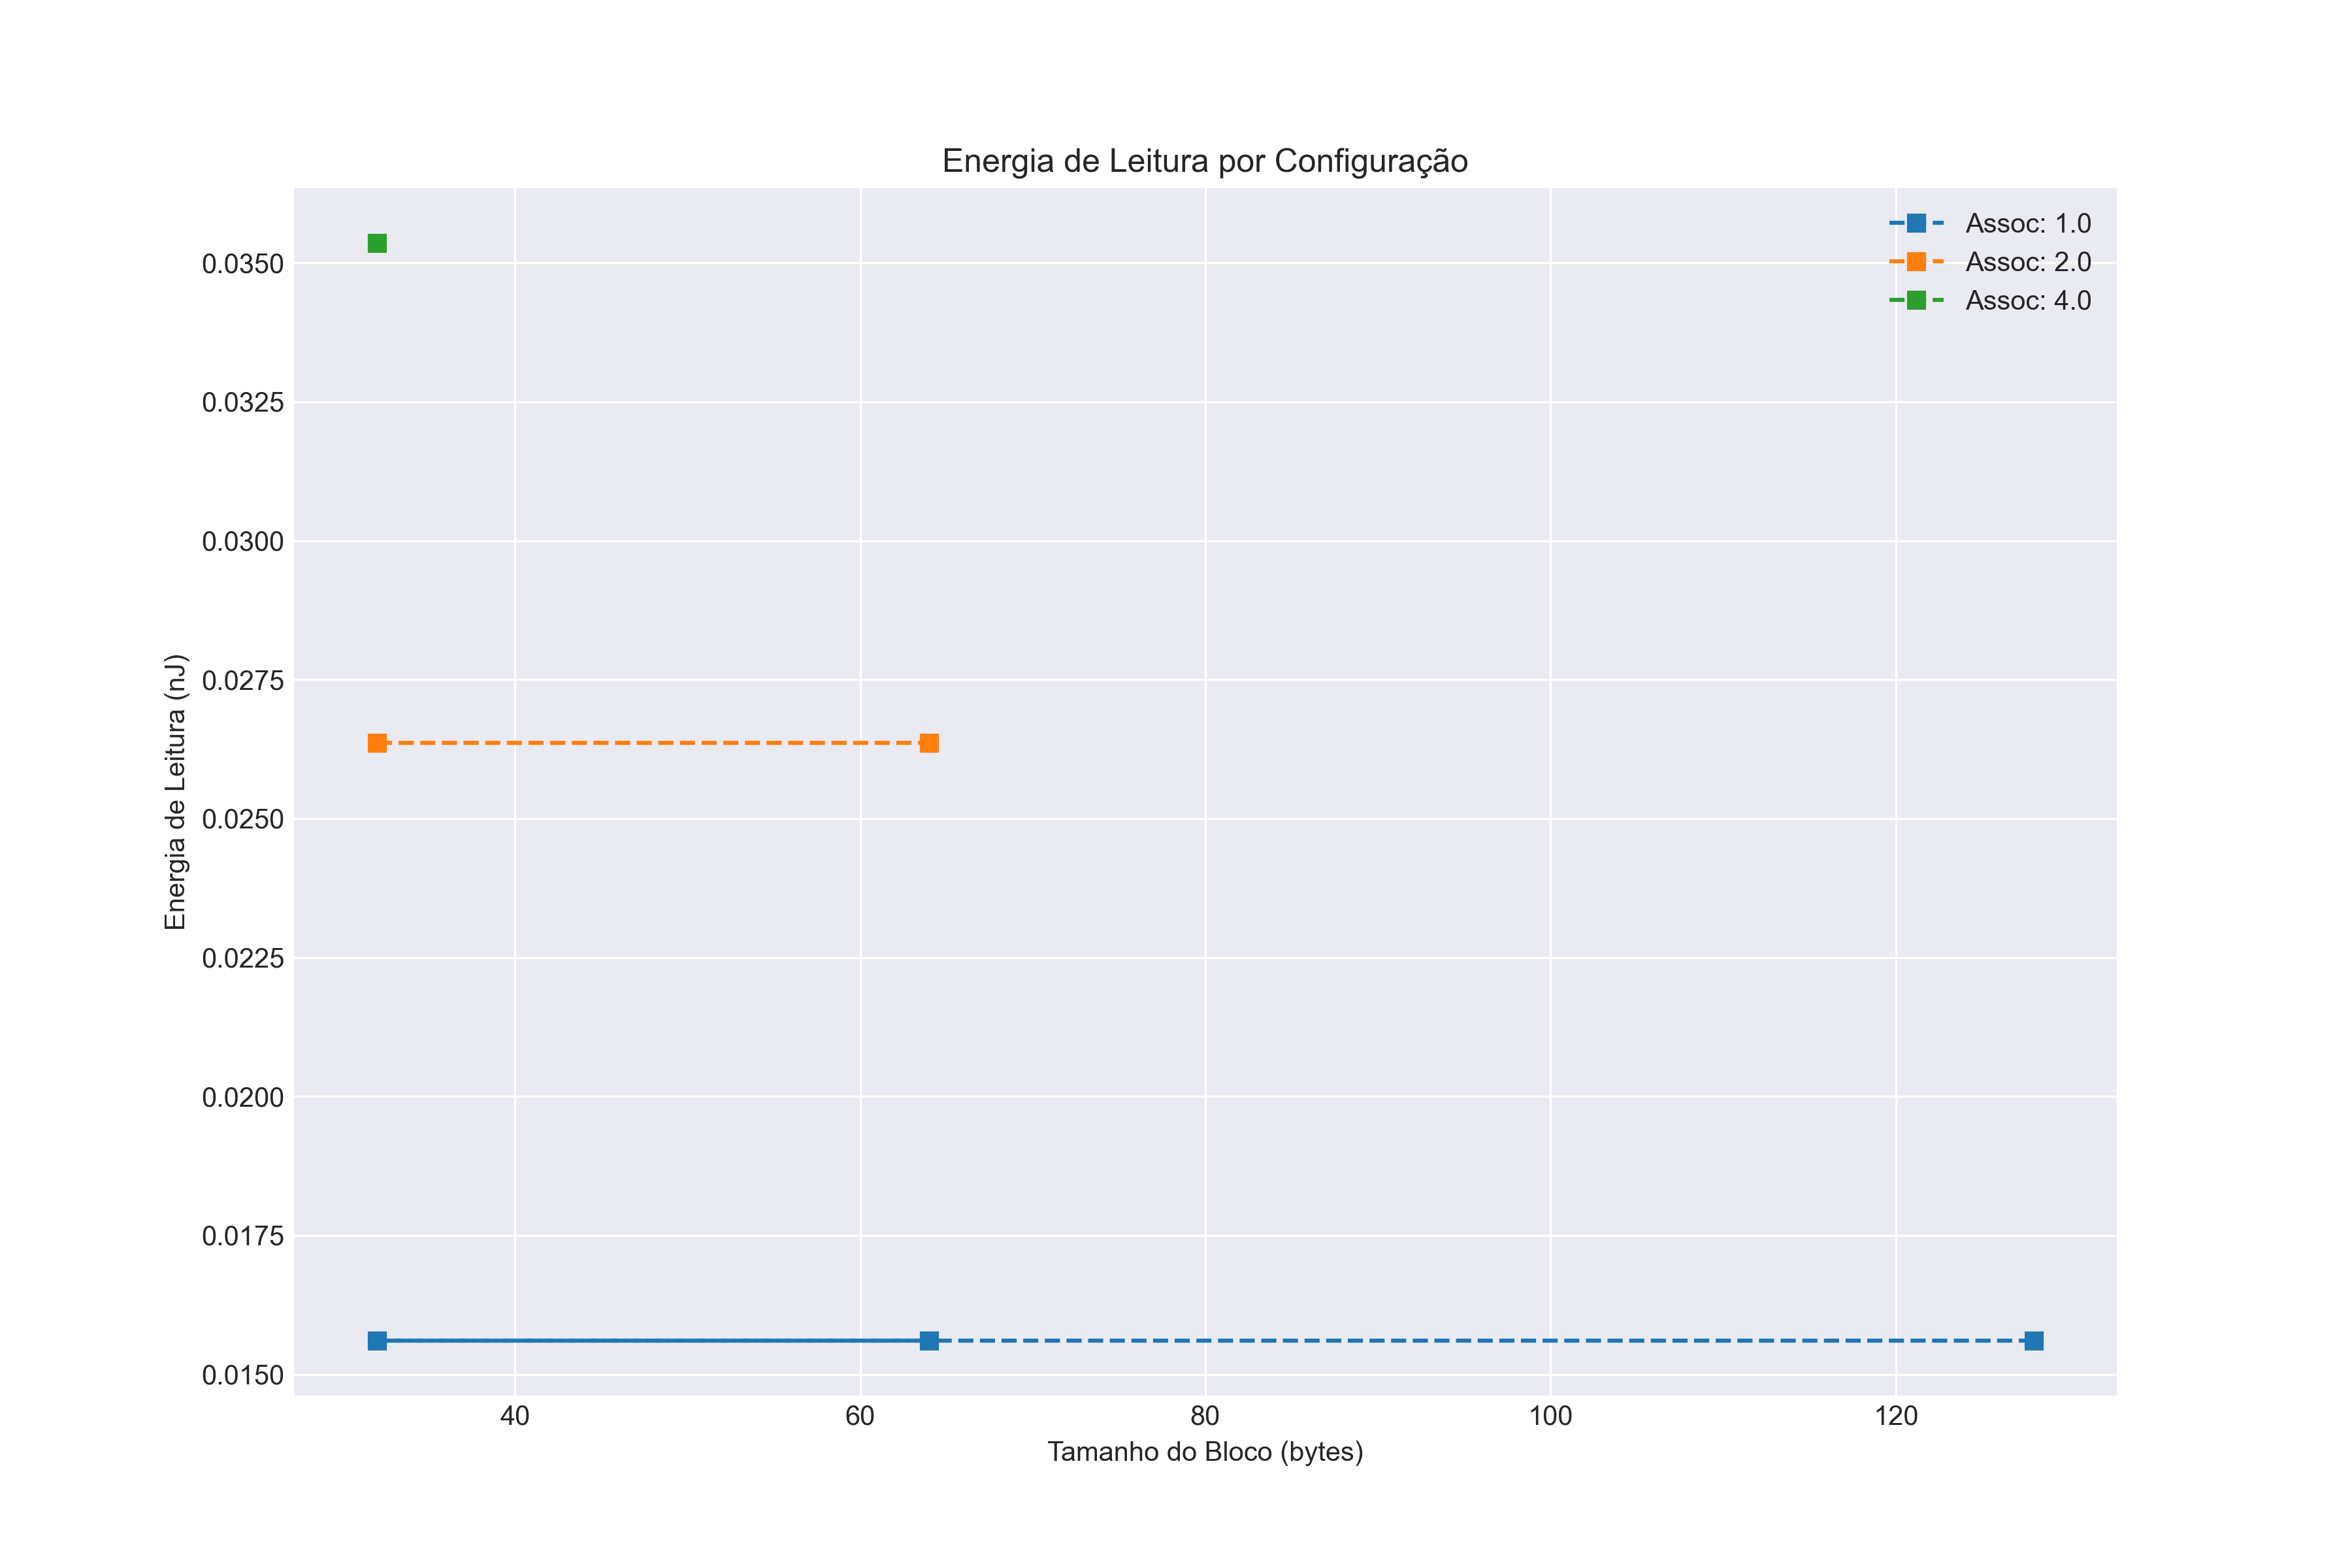 Energia de Leitura por Configuração
Assoc: 1.0
Assoc: 2.0
Assoc: 4.0
Energia de Leitura (nJ)
0.0350
0.0325
0.0300
0.0275
0.0250
0.0225
0.0200
0.0175
0.0150
40 60 80 100 120
Tamanho do Bloco (bytes)